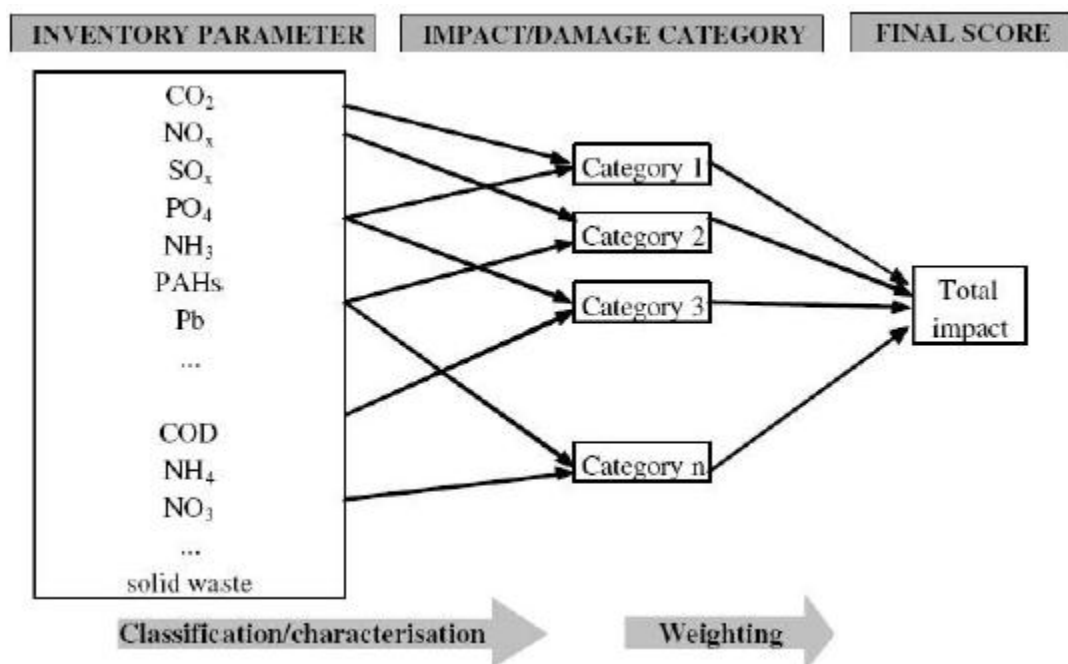 INVENTORY PARAMETER
IMPACT/DAMAGE CATEGORY
FINAL SCORE
CO₂
NOₓ
SOₓ
PO₄
NH₃
PAHs
Pb
...
COD
NH₄
NO₃
...
solid waste
Category 1
Category 2
Category 3
Category n
Total
impact
Classification/characterisation
Weighting